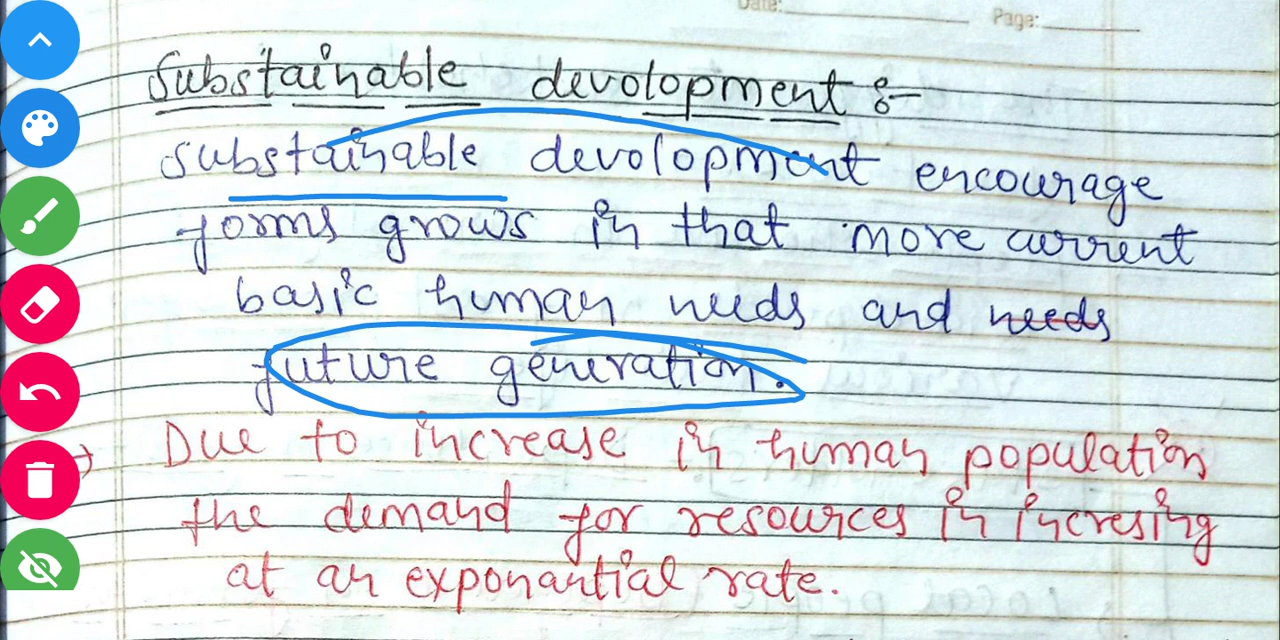 Date: Page:
Substainable devolopment :-
substainable devolopment encourage
forms grows in that more current
basic human needs and needs
future generation.
→ Due to increase in human population
the demand for resources in incresing
at an exponantial rate.